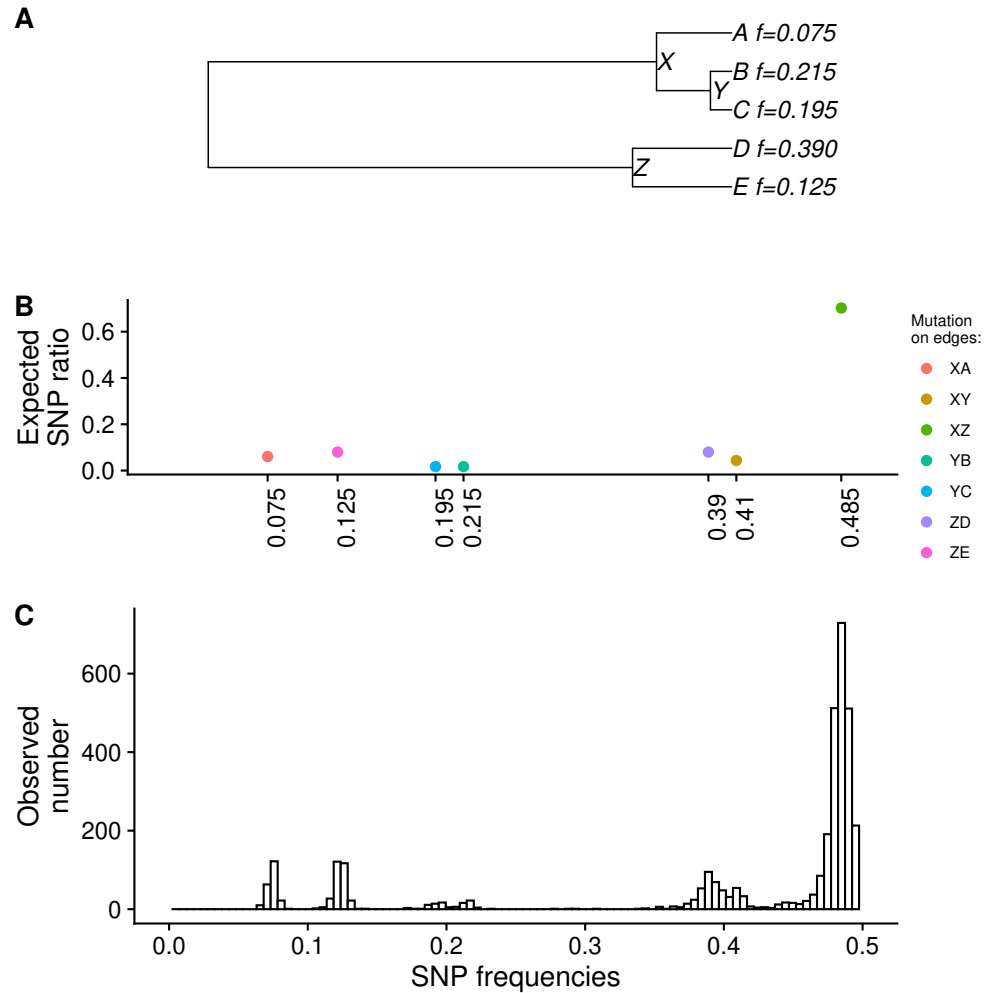 A
A f=0.075
X
B f=0.215
Y
C f=0.195
D f=0.390
Z
E f=0.125
B
Expected
SNP ratio
0.6
0.4
0.2
0.0
0.075
0.125
0.195
0.215
0.39
0.41
0.485
Mutation
on edges:
XA
XY
XZ
YB
YC
ZD
ZE
C
Observed
number
600
400
200
0
0.0
0.1
0.2
0.3
0.4
0.5
SNP frequencies